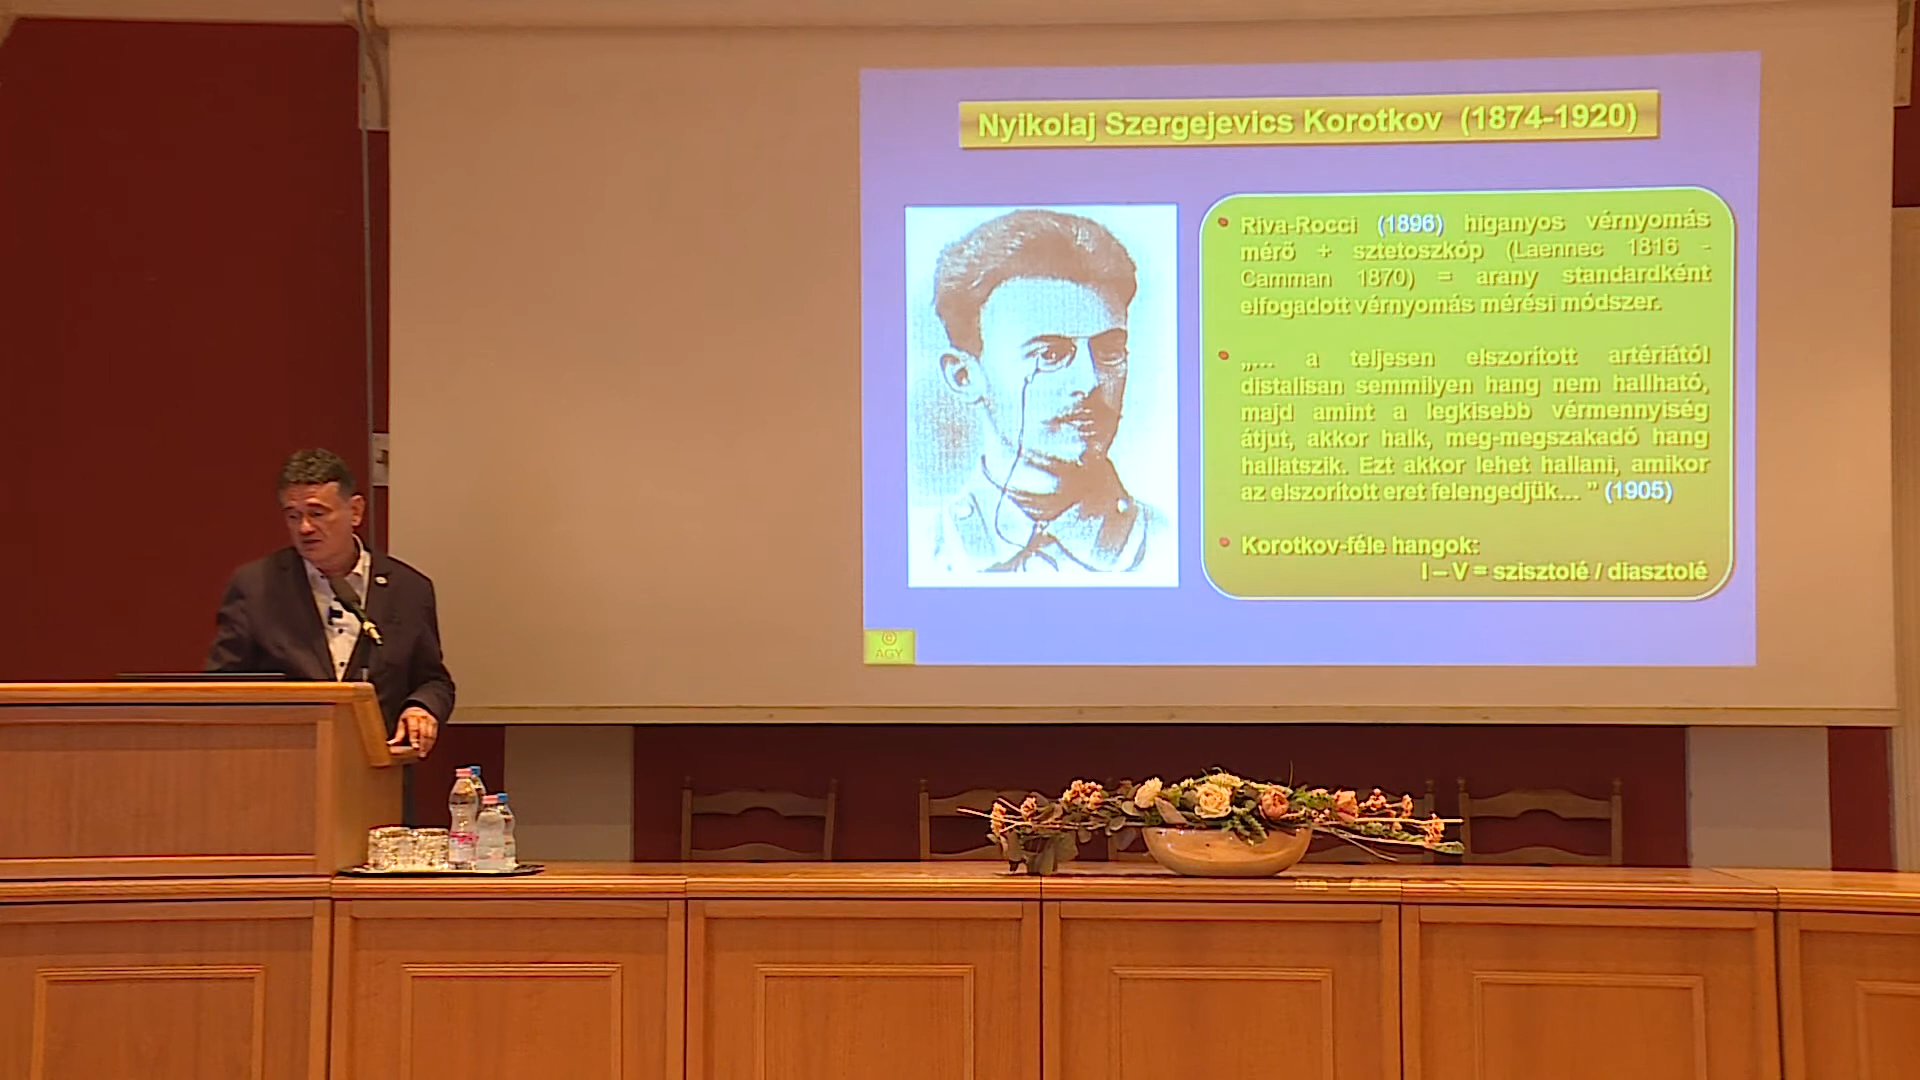 Nyikolaj Szergejevics Korotkov (1874-1920)
• Riva-Rocci (1896) higanyos vérnyomás
mérő + sztetoszkóp (Laennec 1816 -
Camman 1870) = arany standardként
elfogadott vérnyomás mérési módszer.
• „... a teljesen elszorított artériától
distalisan semmilyen hang nem hallható,
majd amint a legkisebb vérmennyiség
átjut, akkor halk, meg-megszakadó hang
hallatszik. Ezt akkor lehet hallani, amikor
az elszorított eret felengedjük... ” (1905)
• Korotkov-féle hangok:
I – V = szisztolé / diasztolé
©
AGY